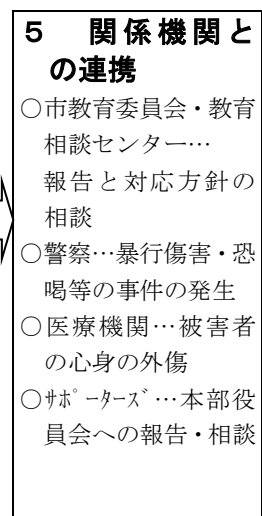 ５　関係機関と
の連携
○市教育委員会・教育
相談センター…
報告と対応方針の
相談
○警察…暴行傷害・恐
喝等の事件の発生
○医療機関…被害者
の心身の外傷
○ｻﾎﾟｰﾀｰｽﾞ…本部役
員会への報告・相談